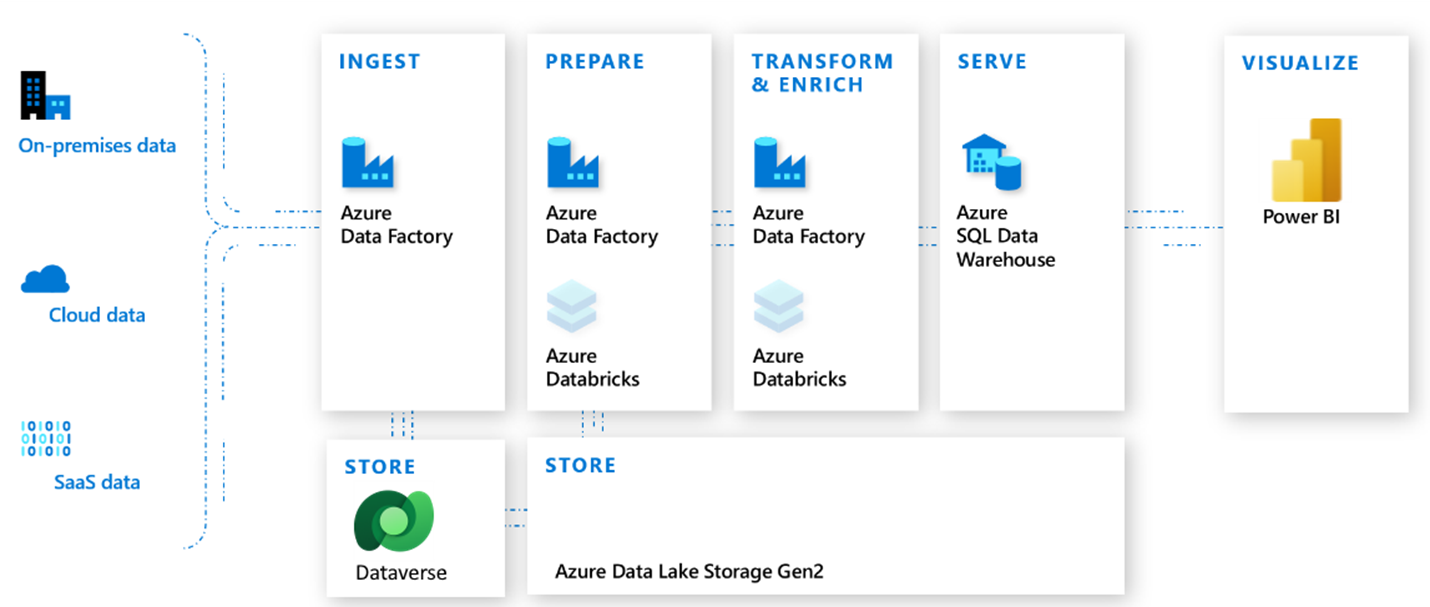 On-premises data
Cloud data
SaaS data
INGEST
Azure
Data Factory
PREPARE
Azure
Data Factory
Azure
Databricks
TRANSFORM
& ENRICH
Azure
Data Factory
Azure
Databricks
SERVE
Azure
SQL Data
Warehouse
VISUALIZE
Power BI
STORE
Dataverse
STORE
Azure Data Lake Storage Gen2